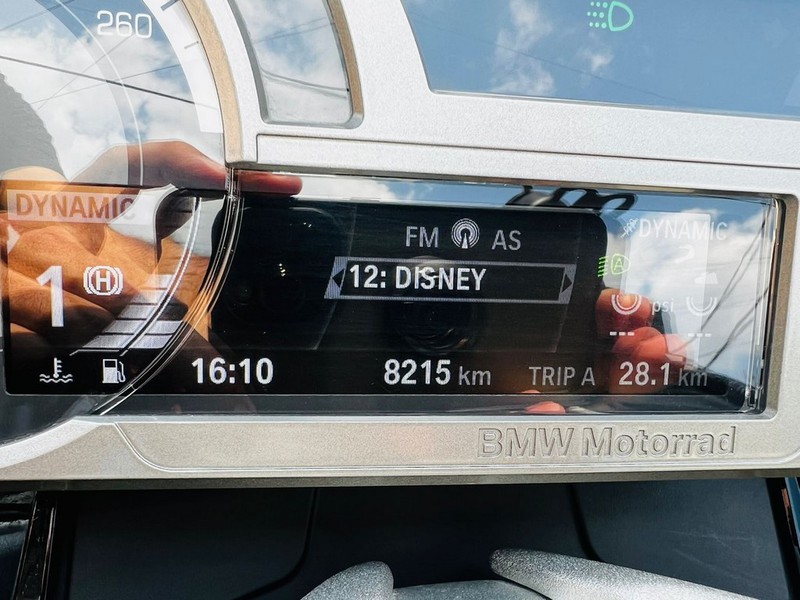 260
DYNAMIC
FM AS
DYNAMIC
12: DISNEY
1 (H)
A
psi
--- ---
16:10 8215 km TRIP A 28.1 km
BMW Motorrad